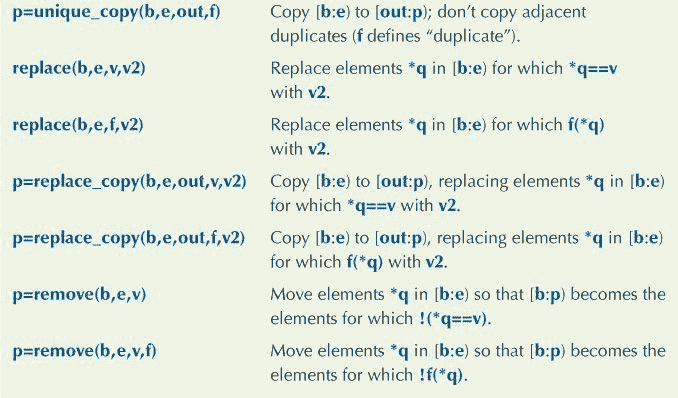 p=unique_copy(b,e,out,f) Copy [b:e) to [out:p); don't copy adjacent
duplicates (f defines “duplicate”).
replace(b,e,v,v2) Replace elements *q in [b:e) for which *q==v
with v2.
replace(b,e,f,v2) Replace elements *q in [b:e) for which f(*q)
with v2.
p=replace_copy(b,e,out,v,v2) Copy [b:e) to [out:p), replacing elements *q in [b:e)
for which *q==v with v2.
p=replace_copy(b,e,out,f,v2) Copy [b:e) to [out:p), replacing elements *q in [b:e)
for which f(*q) with v2.
p=remove(b,e,v) Move elements *q in [b:e) so that [b:p) becomes the
elements for which !(*q==v).
p=remove(b,e,v,f) Move elements *q in [b:e) so that [b:p) becomes the
elements for which !f(*q).